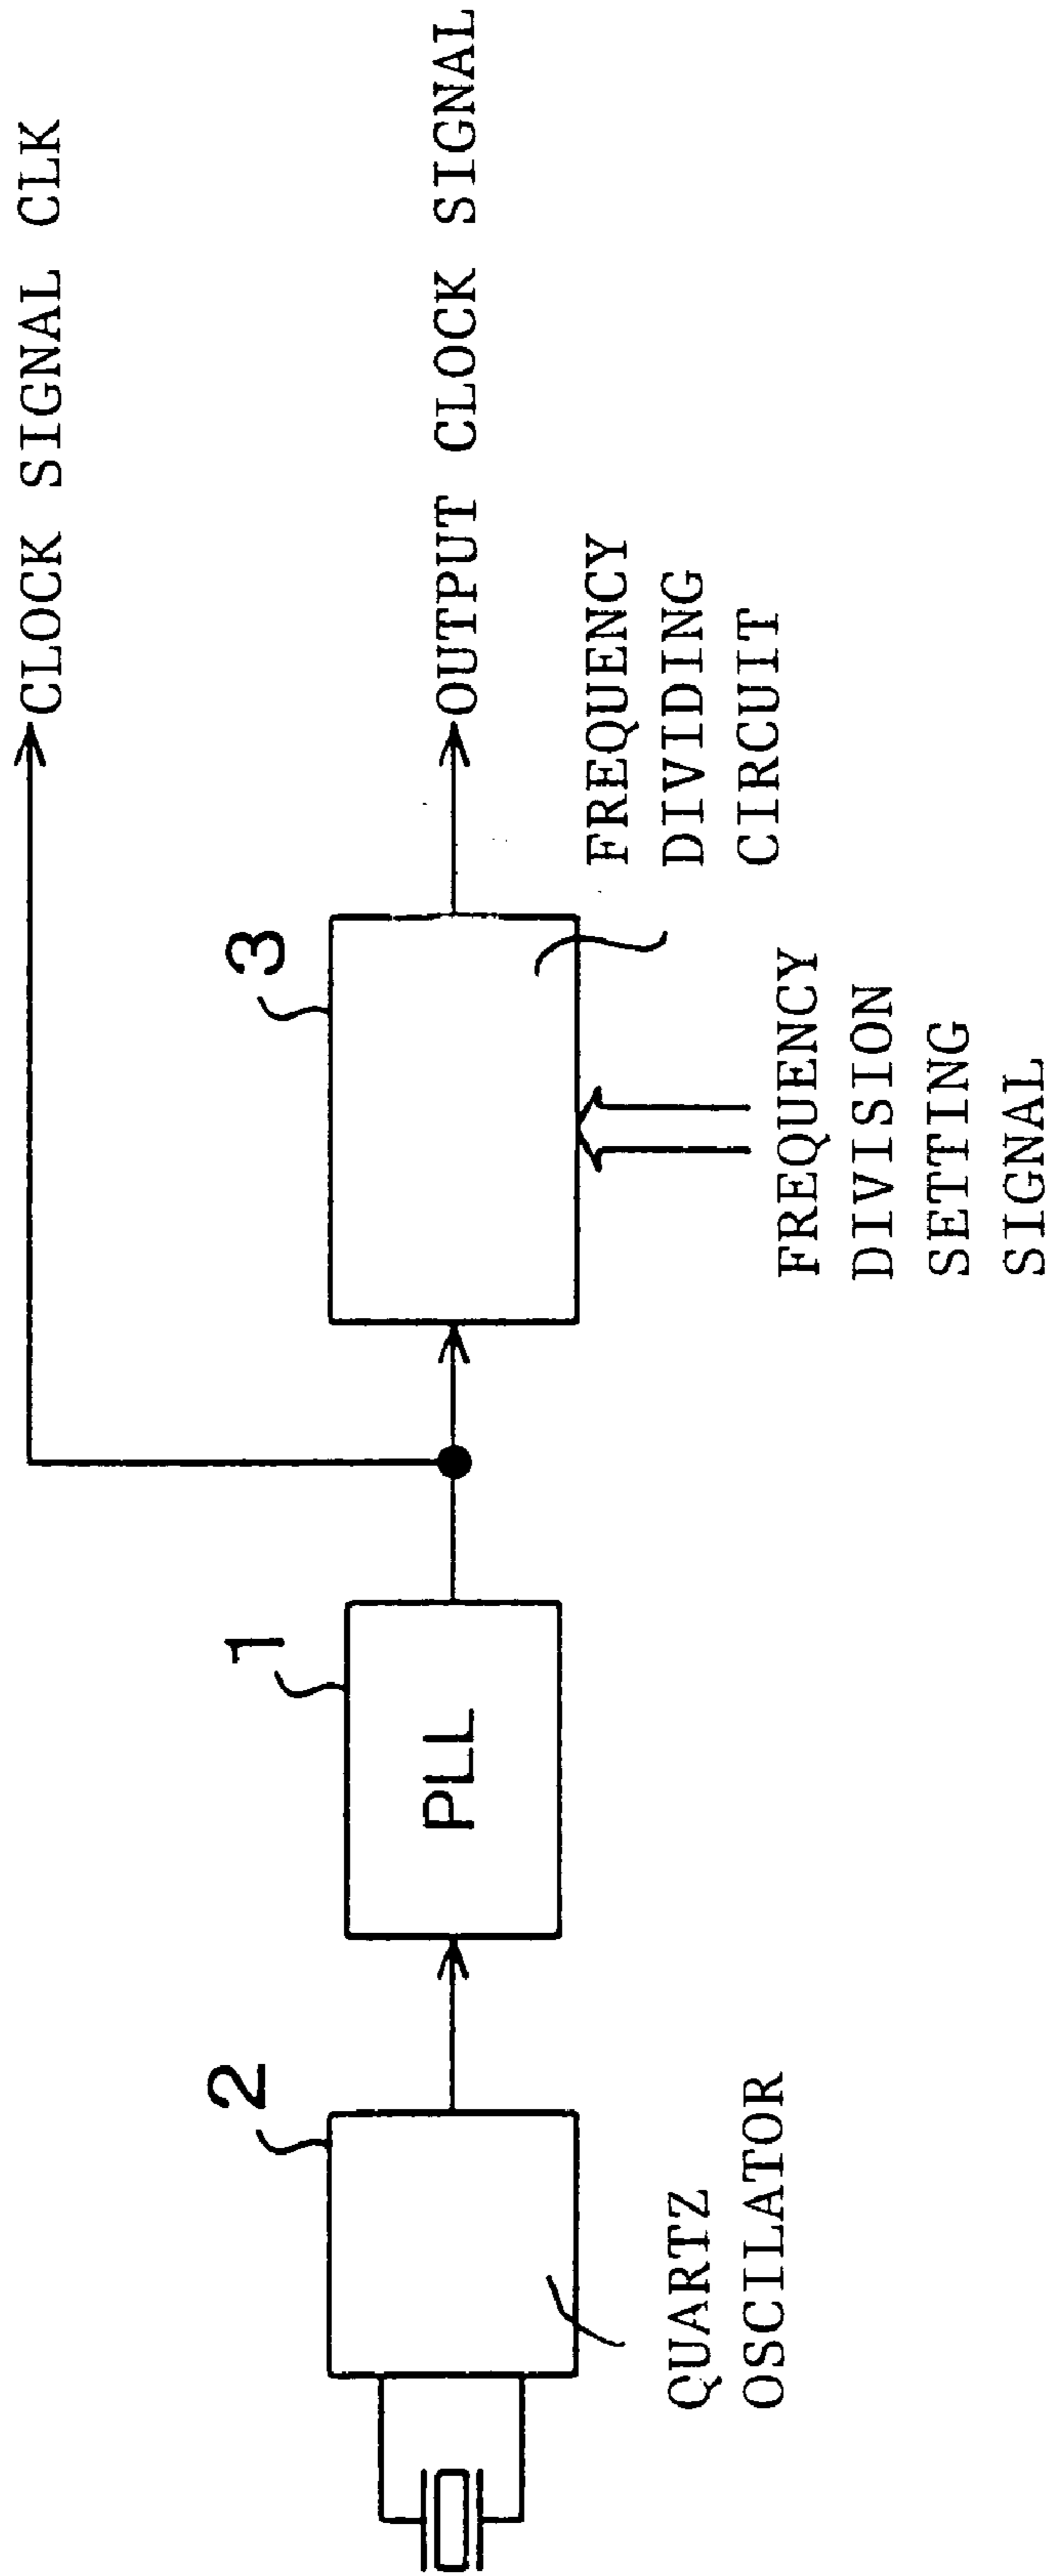 CLOCK SIGNAL CLK
OUTPUT CLOCK SIGNAL
3
FREQUENCY
DIVIDING
CIRCUIT
FREQUENCY
DIVISION
SETTING
SIGNAL
1
PLL
2
QUARTZ
OSCILATOR